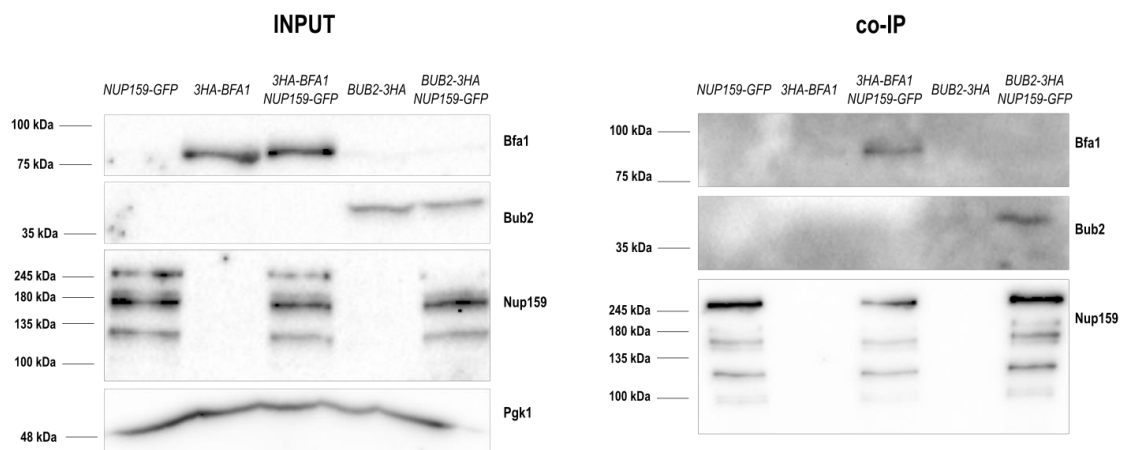 INPUT
NUP159-GFP
3HA-BFA1
3HA-BFA1
NUP159-GFP
BUB2-3HA
BUB2-3HA
NUP159-GFP
100 kDa
75 kDa
Bfa1
35 kDa
Bub2
245 kDa
180 kDa
135 kDa
100 kDa
Nup159
48 kDa
Pgk1
co-IP
NUP159-GFP
3HA-BFA1
3HA-BFA1
NUP159-GFP
BUB2-3HA
BUB2-3HA
NUP159-GFP
100 kDa
75 kDa
Bfa1
35 kDa
Bub2
245 kDa
180 kDa
135 kDa
100 kDa
Nup159